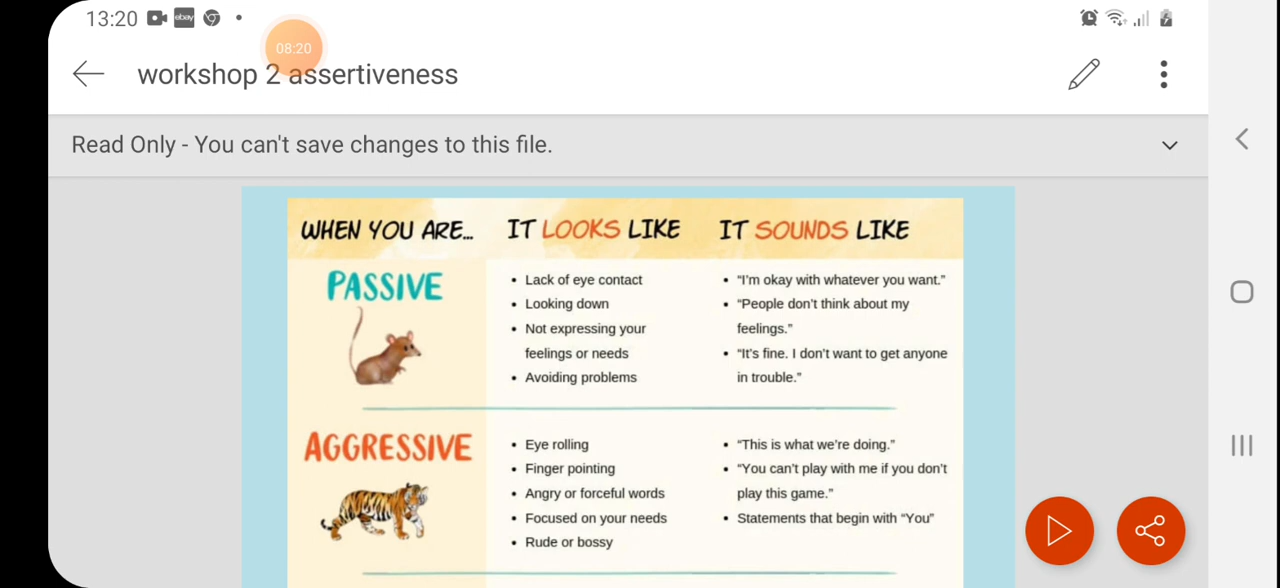 13:20 ebay
08:20
workshop 2 assertiveness
Read Only - You can't save changes to this file.
WHEN YOU ARE... IT LOOKS LIKE IT SOUNDS LIKE
PASSIVE
• Lack of eye contact
• Looking down
• Not expressing your
feelings or needs
• Avoiding problems
• “I’m okay with whatever you want.”
• “People don’t think about my
feelings.”
• “It’s fine. I don’t want to get anyone
in trouble.”
AGGRESSIVE
• Eye rolling
• Finger pointing
• Angry or forceful words
• Focused on your needs
• Rude or bossy
• “This is what we’re doing.”
• “You can’t play with me if you don’t
play this game.”
• Statements that begin with “You”